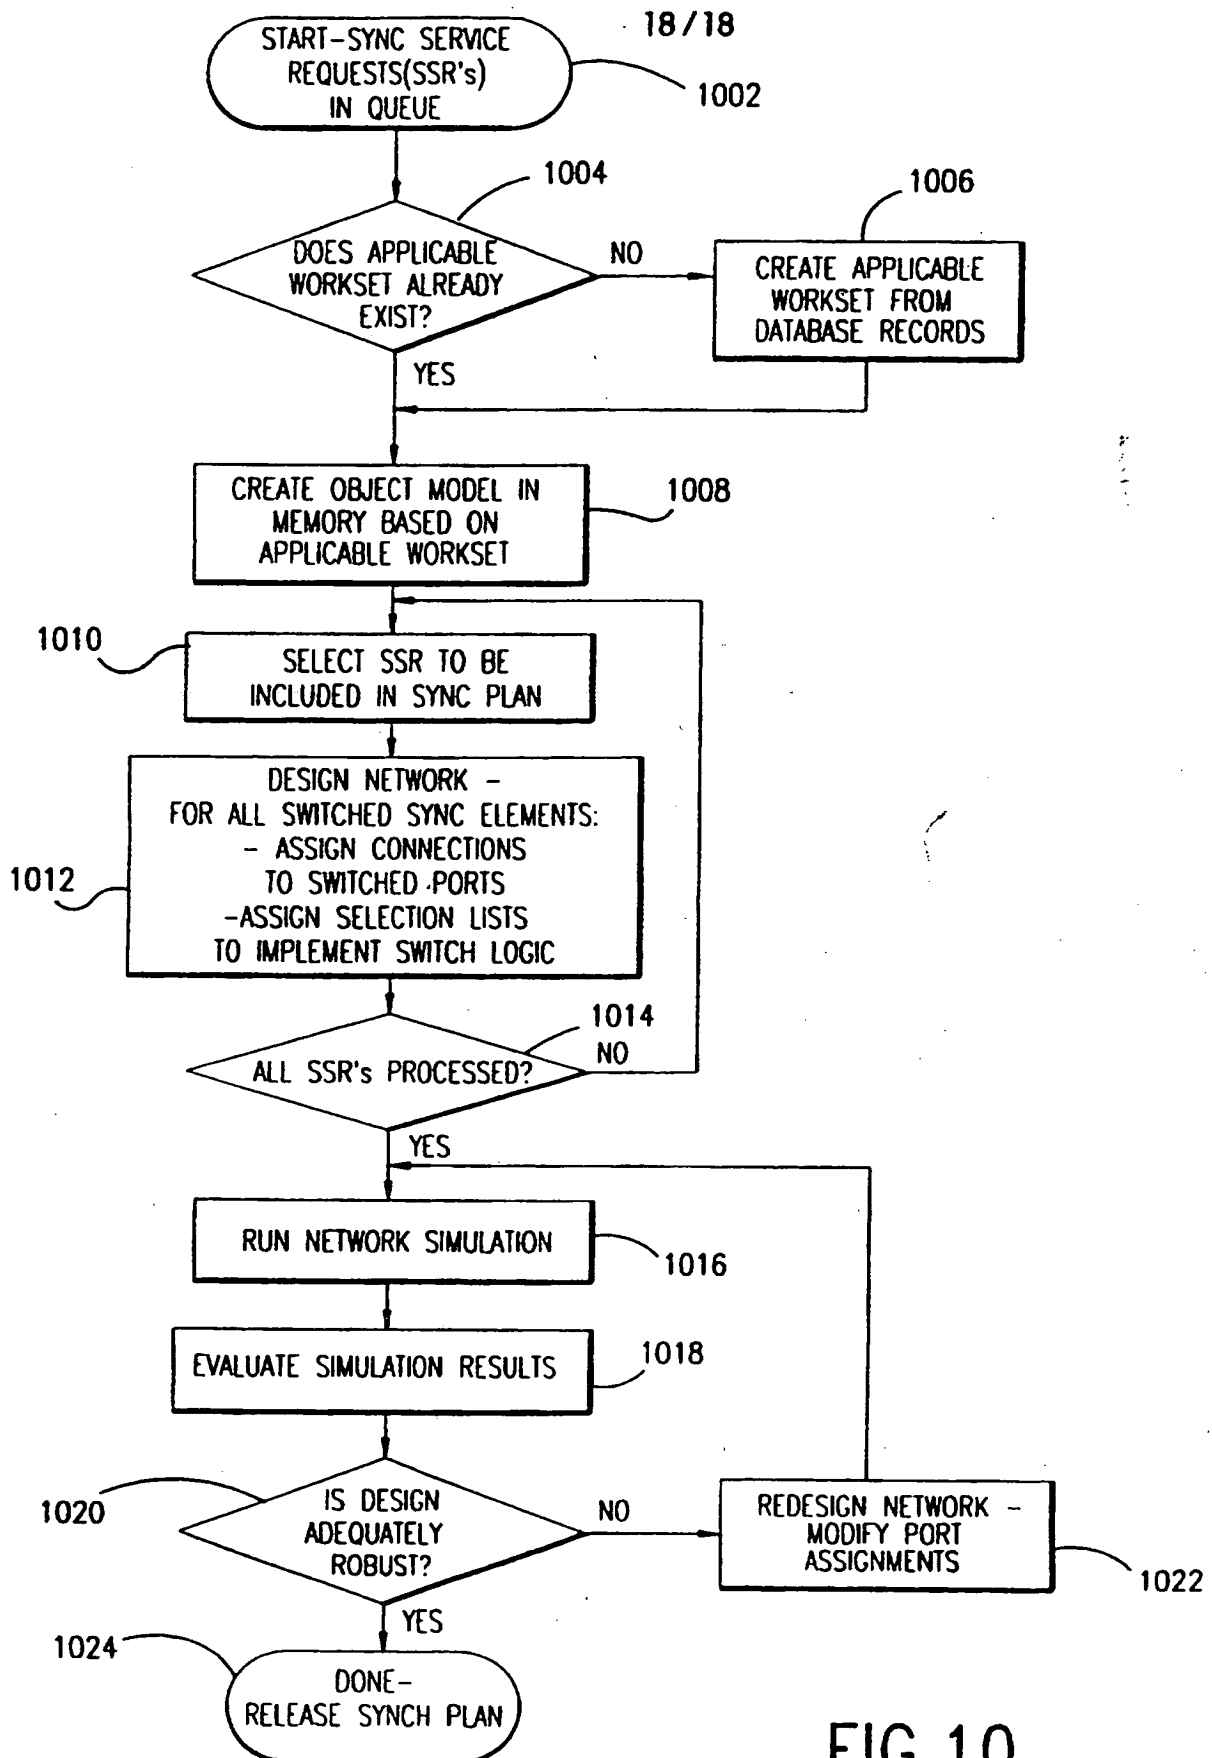 18/18
START-SYNC SERVICE
REQUESTS(SSR's)
IN QUEUE
1002
1004
DOES APPLICABLE
WORKSET ALREADY
EXIST?
NO
YES
1006
CREATE APPLICABLE
WORKSET FROM
DATABASE RECORDS
CREATE OBJECT MODEL IN
MEMORY BASED ON
APPLICABLE WORKSET
1008
1010
SELECT SSR TO BE
INCLUDED IN SYNC PLAN
1012
DESIGN NETWORK -
FOR ALL SWITCHED SYNC ELEMENTS:
- ASSIGN CONNECTIONS
TO SWITCHED PORTS
-ASSIGN SELECTION LISTS
TO IMPLEMENT SWITCH LOGIC
1014
ALL SSR's PROCESSED?
NO
YES
RUN NETWORK SIMULATION
1016
EVALUATE SIMULATION RESULTS
1018
1020
IS DESIGN
ADEQUATELY
ROBUST?
NO
YES
REDESIGN NETWORK -
MODIFY PORT
ASSIGNMENTS
1022
1024
DONE-
RELEASE SYNCH PLAN
FIG.10